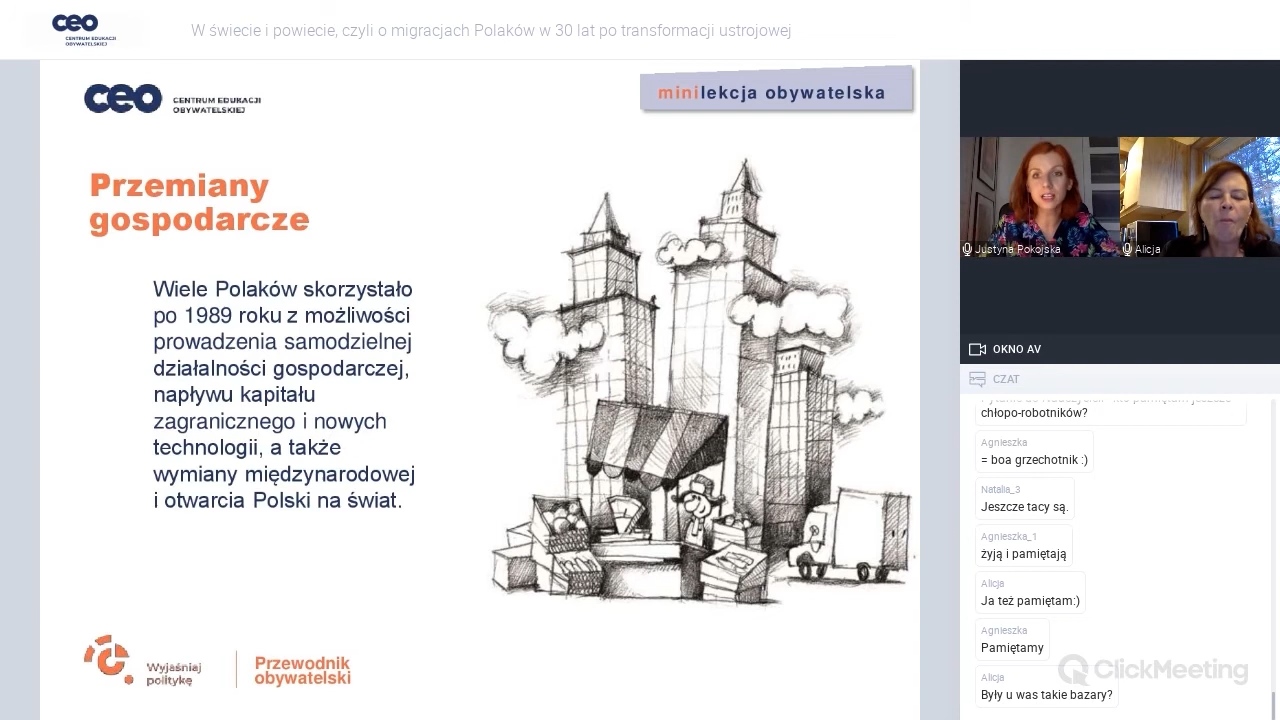 ceo
CENTRUM EDUKACJI
OBYWATELSKIEJ
W świecie i powiecie, czyli o migracjach Polaków w 30 lat po transformacji ustrojowej
ceo
CENTRUM EDUKACJI
OBYWATELSKIEJ
minilekcja obywatelska
Przemiany
gospodarcze
Wiele Polaków skorzystało
po 1989 roku z możliwości
prowadzenia samodzielnej
działalności gospodarczej,
napływu kapitału
zagranicznego i nowych
technologii, a także
wymiany międzynarodowej
i otwarcia Polski na świat.
Wyjaśniaj
politykę
Przewodnik
obywatelski
Justyna Pokojska
Alicja
OKNO AV
CZAT
chłopo-robotników?
Agnieszka
= boa grzechotnik :)
Natalia_3
Jeszcze tacy są.
Agnieszka_1
żyją i pamiętają
Alicja
Ja też pamiętam:)
Agnieszka
Pamiętamy
Alicja
Były u was takie bazary?
ClickMeeting